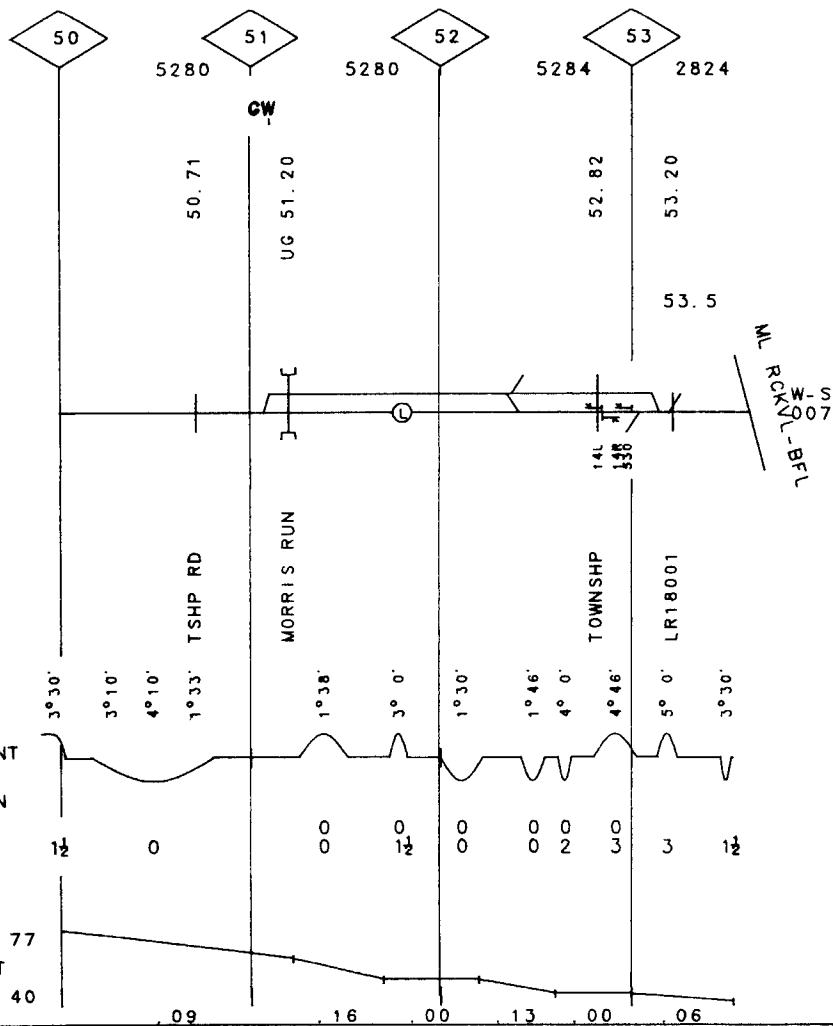 50 51 52 53
5280 5280 5284 2824
GW
50.71
UG 51.20
52.82
53.20
53.5
ML RCKVL-BFL
W-S
007
L
14L
14R
530
TSHP RD
MORRIS RUN
TOWNSHP
LR18001
3°30' 3°10' 4°10' 1°33' 1°38' 3° 0' 1°30' 1°46' 4° 0' 4°46' 5° 0' 3°30'
NT
N
0 0 0 0 0 0
1½ 0 0 1½ 0 0 2 3 3 1½
77
T
40
.09 .16 .00 .13 .00 .06